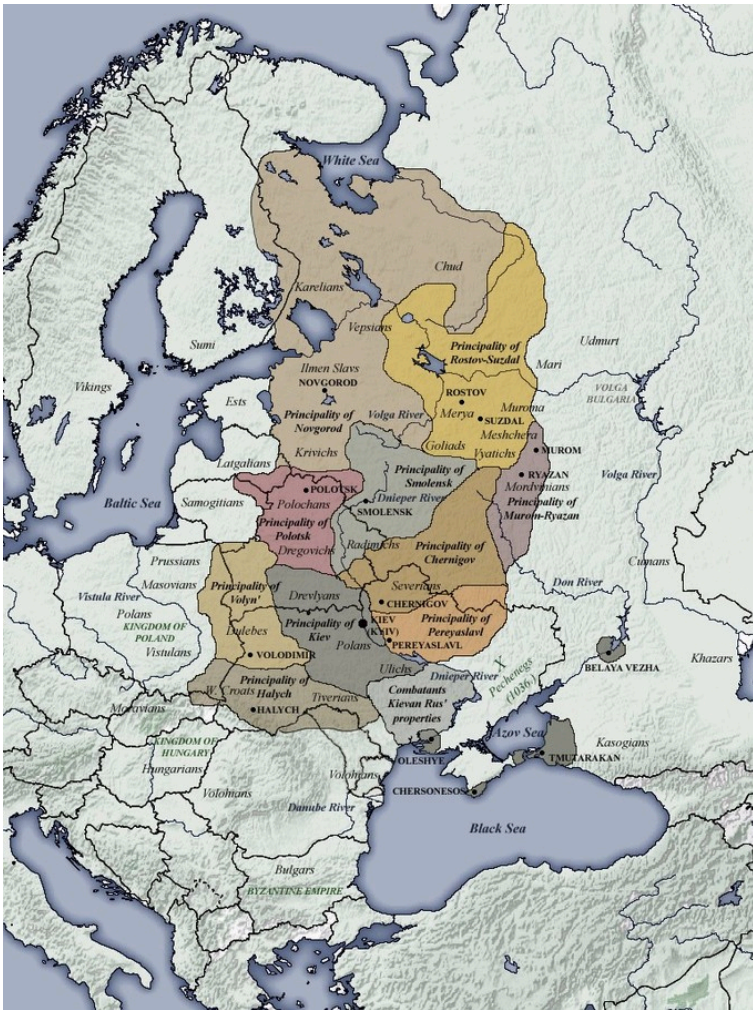 White Sea
Chud
Karelians
Vepsians
Sumi
Principality of
Rostov-Suzdal
Udmurt
Mari
Ilmen Slavs
NOVGOROD
Vikings
Ests
ROSTOV
VOLGA
BULGARIA
Principality of
Novgorod
Volga River
Merya
Muroma
SUZDAL
Meshchera
Krivichs
Goliads
Vyatichs
MUROM
Latgalians
Principality of
Smolensk
RYAZAN
Volga River
Mordvinians
POLOTSK
Dnieper River
Baltic Sea
Samogitians
Polochans
SMOLENSK
Principality of
Murom-Ryazan
Principality of
Polotsk
Radimichs
Principality of
Chernigov
Dregovichs
Prussians
Cumans
Masovians
Principality of
Volyn'
Severians
Don River
Vistula River
Drevlyans
CHERNIGOV
Polans
KINGDOM OF
POLAND
Dulebes
Principality of
Kiev
KIEV
(KYIV)
Principality of
Pereyaslavl
Vistulans
Polans
PEREYASLAVL
VOLODIMIR
BELAYA VEZHA
Khazars
Ulichs
Dnieper River
X
Pechenegs
(1036.)
W. Croats
Principality of
Halych
Tiverians
Combatants
Kievan Rus'
properties
Moravians
HALYCH
Azov Sea
KINGDOM OF
HUNGARY
Kasogians
OLESHYE
TMUTARAKAN
Hungarians
Volohians
CHERSONESOS
Volohians
Danube River
Black Sea
Bulgars
BYZANTINE EMPIRE